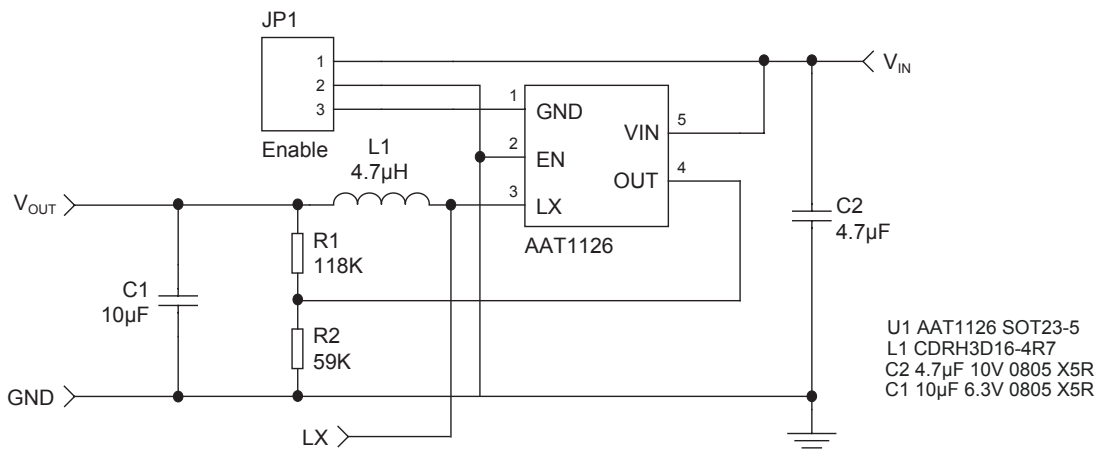 JP1
1
2
3
Enable
V_IN
1
GND
2
EN
3
LX
VIN
5
OUT
4
AAT1126
L1
4.7µH
V_OUT
R1
118K
C1
10µF
R2
59K
C2
4.7µF
GND
LX
U1 AAT1126 SOT23-5
L1 CDRH3D16-4R7
C2 4.7µF 10V 0805 X5R
C1 10µF 6.3V 0805 X5R